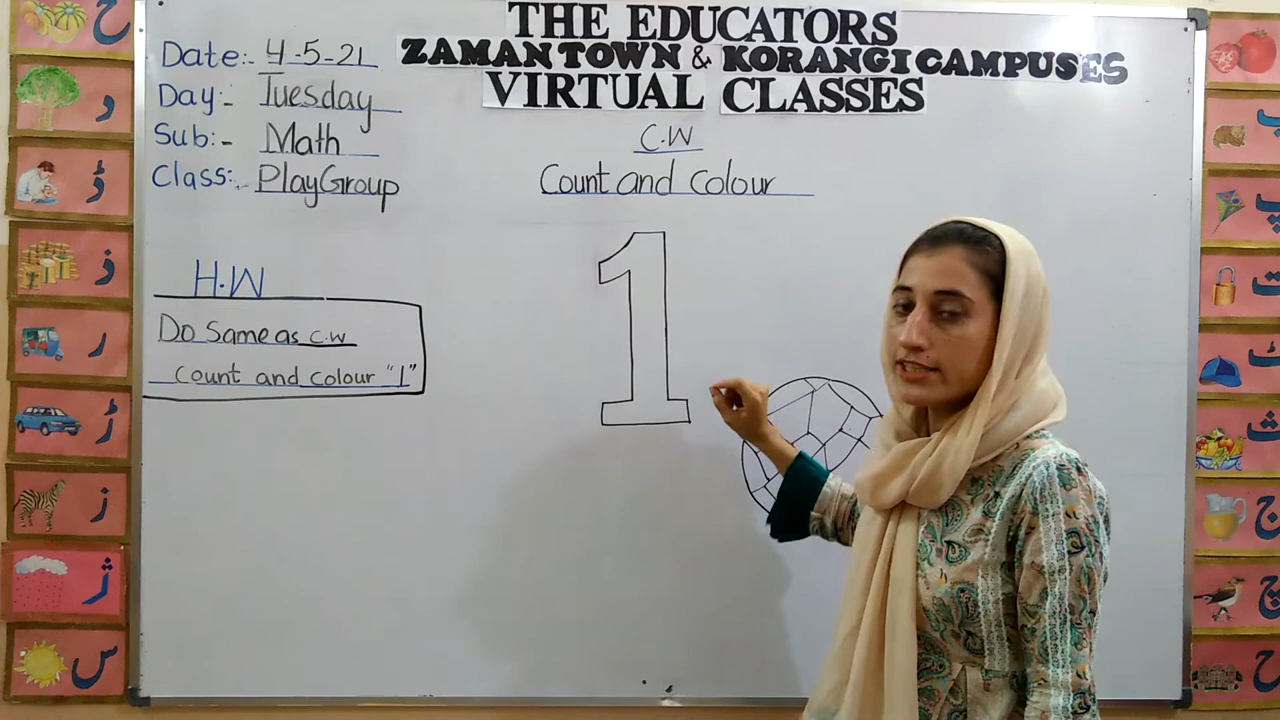 THE EDUCATORS
ZAMAN TOWN & KORANGI CAMPUSES
VIRTUAL CLASSES
Date:- 4-5-21
Day:- Tuesday
Sub:- Math
Class:- PlayGroup
C.W
Count and Colour
H.W
Do Same as C.W
Count and Colour "1"
1
ح
د
ڈ
ذ
ر
ڑ
ز
ژ
س
ب
پ
ت
ٹ
ث
ج
چ
ح